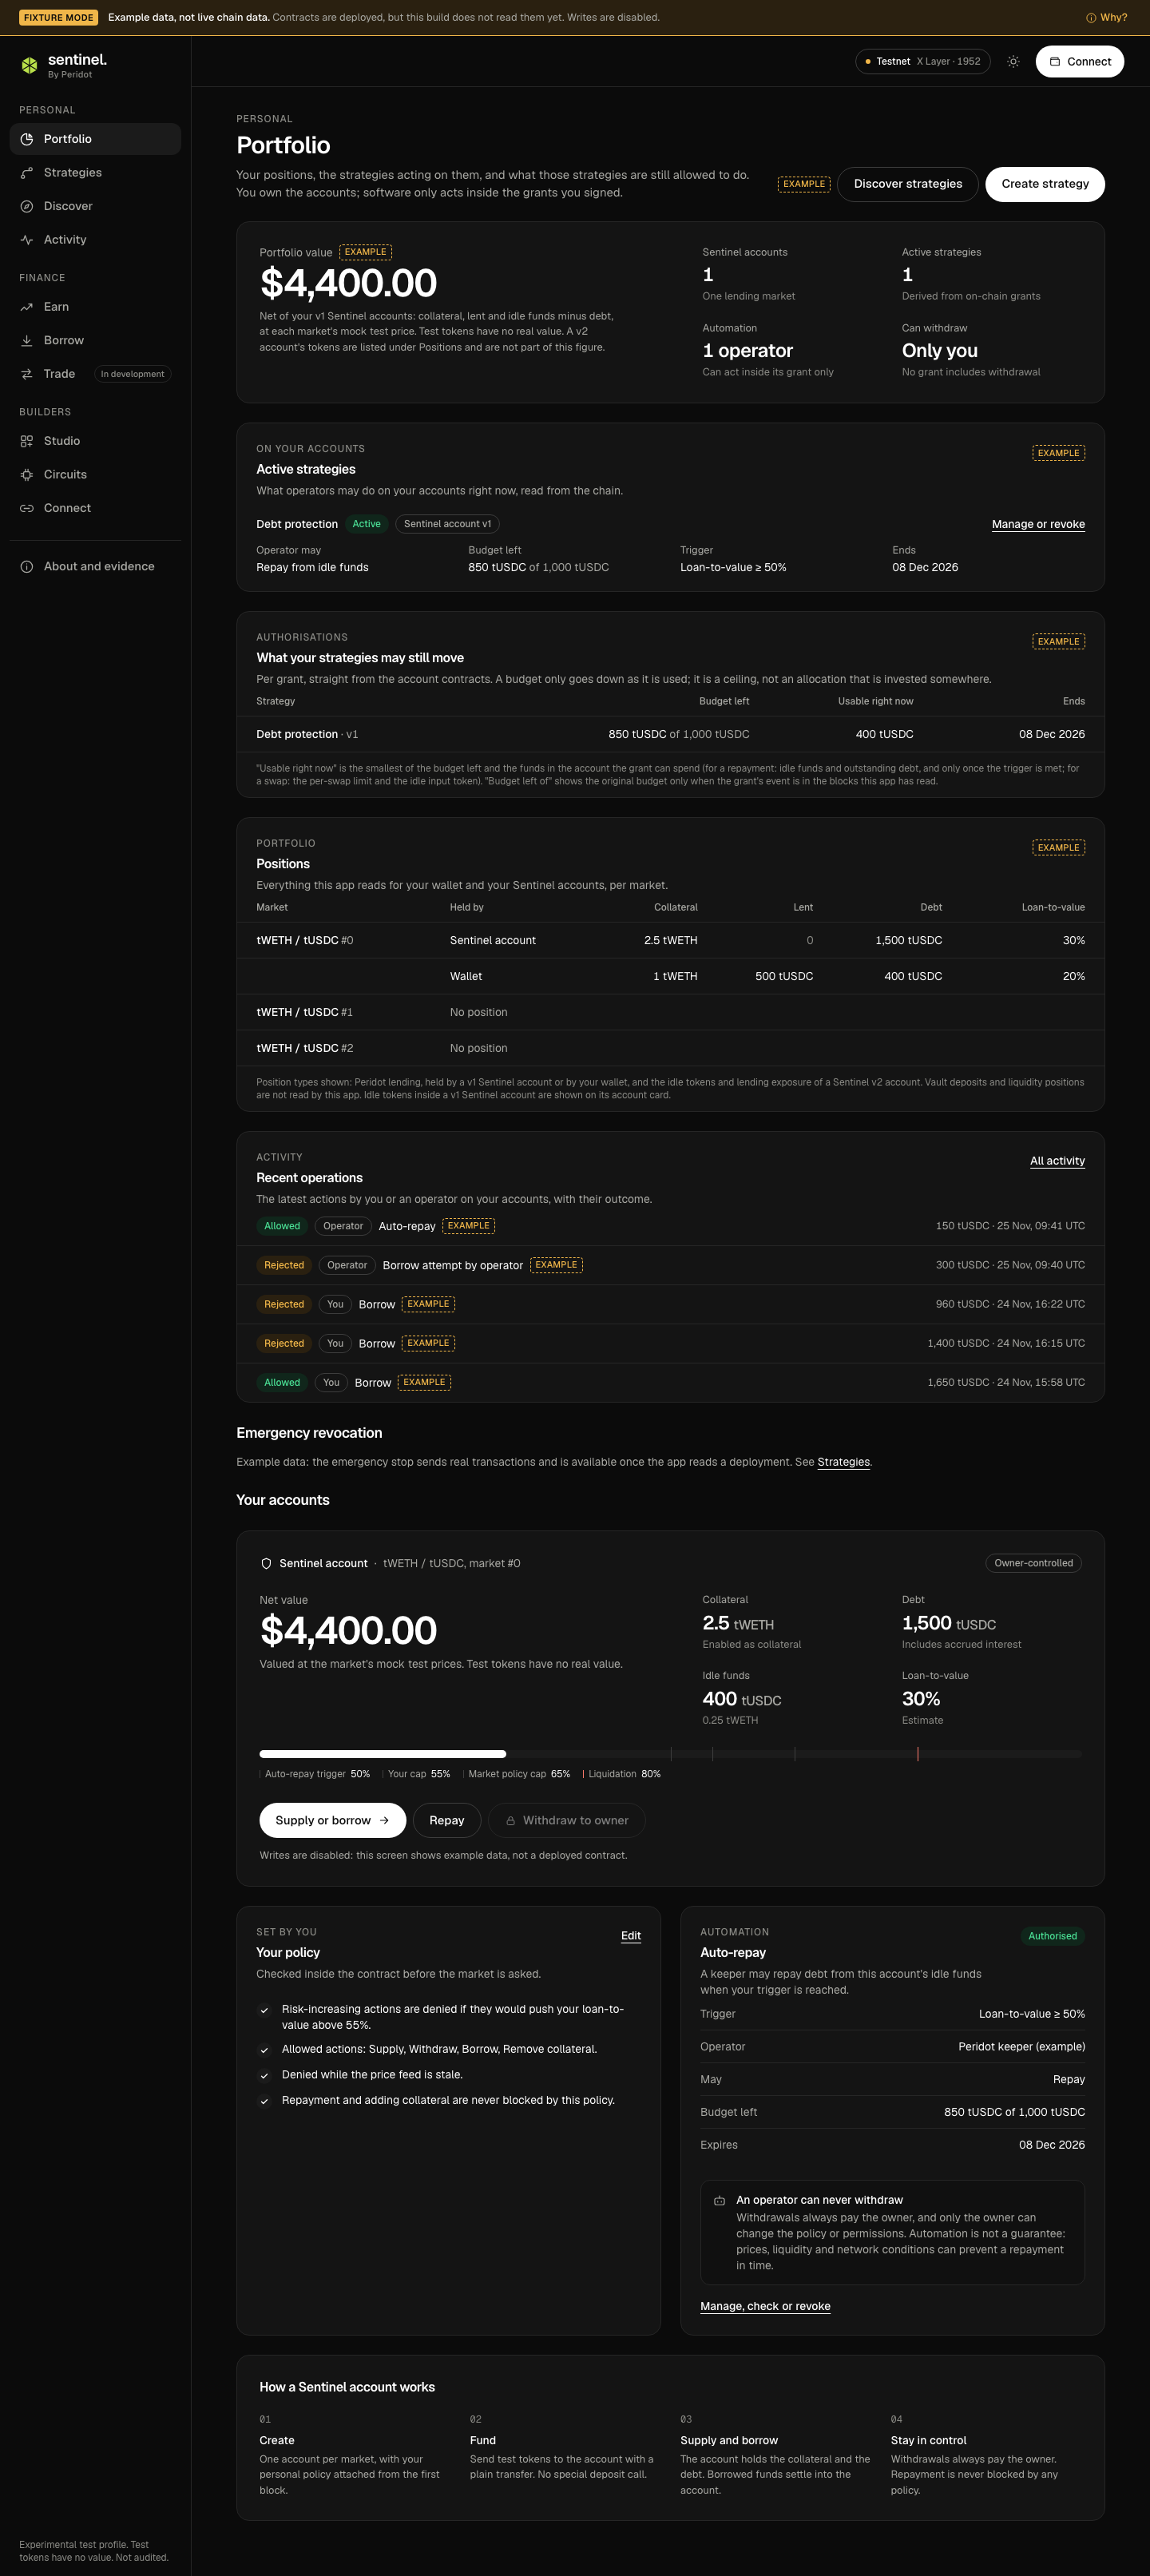 FIXTURE MODE Example data, not live chain data. Contracts are deployed, but this build does not read them yet. Writes are disabled. Why?
sentinel.
By Peridot
Testnet X Layer · 1952
Connect
PERSONAL
Portfolio
Strategies
Discover
Activity
FINANCE
Earn
Borrow
Trade In development
BUILDERS
Studio
Circuits
Connect
About and evidence
Experimental test profile. Test
tokens have no value. Not audited.
PERSONAL
Portfolio
Your positions, the strategies acting on them, and what those strategies are still allowed to do.
You own the accounts; software only acts inside the grants you signed.
EXAMPLE Discover strategies Create strategy
Portfolio value EXAMPLE
$4,400.00
Net of your v1 Sentinel accounts: collateral, lent and idle funds minus debt,
at each market's mock test price. Test tokens have no real value. A v2
account's tokens are listed under Positions and are not part of this figure.
Sentinel accounts
1
One lending market
Active strategies
1
Derived from on-chain grants
Automation
1 operator
Can act inside its grant only
Can withdraw
Only you
No grant includes withdrawal
ON YOUR ACCOUNTS
EXAMPLE
Active strategies
What operators may do on your accounts right now, read from the chain.
Debt protection Active Sentinel account v1 Manage or revoke
Operator may Budget left Trigger Ends
Repay from idle funds 850 tUSDC of 1,000 tUSDC Loan-to-value ≥ 50% 08 Dec 2026
AUTHORISATIONS
EXAMPLE
What your strategies may still move
Per grant, straight from the account contracts. A budget only goes down as it is used; it is a ceiling, not an allocation that is invested somewhere.
Strategy Budget left Usable right now Ends
Debt protection · v1 850 tUSDC of 1,000 tUSDC 400 tUSDC 08 Dec 2026
"Usable right now" is the smallest of the budget left and the funds in the account the grant can spend (for a repayment: idle funds and outstanding debt, and only once the trigger is met; for
a swap: the per-swap limit and the idle input token). "Budget left of" shows the original budget only when the grant's event is in the blocks this app has read.
PORTFOLIO
EXAMPLE
Positions
Everything this app reads for your wallet and your Sentinel accounts, per market.
Market Held by Collateral Lent Debt Loan-to-value
tWETH / tUSDC #0 Sentinel account 2.5 tWETH 0 1,500 tUSDC 30%
Wallet 1 tWETH 500 tUSDC 400 tUSDC 20%
tWETH / tUSDC #1 No position
tWETH / tUSDC #2 No position
Position types shown: Peridot lending, held by a v1 Sentinel account or by your wallet, and the idle tokens and lending exposure of a Sentinel v2 account. Vault deposits and liquidity positions
are not read by this app. Idle tokens inside a v1 Sentinel account are shown on its account card.
ACTIVITY
All activity
Recent operations
The latest actions by you or an operator on your accounts, with their outcome.
Allowed Operator Auto-repay EXAMPLE 150 tUSDC · 25 Nov, 09:41 UTC
Rejected Operator Borrow attempt by operator EXAMPLE 300 tUSDC · 25 Nov, 09:40 UTC
Rejected You Borrow EXAMPLE 960 tUSDC · 24 Nov, 16:22 UTC
Rejected You Borrow EXAMPLE 1,400 tUSDC · 24 Nov, 16:15 UTC
Allowed You Borrow EXAMPLE 1,650 tUSDC · 24 Nov, 15:58 UTC
Emergency revocation
Example data: the emergency stop sends real transactions and is available once the app reads a deployment. See Strategies.
Your accounts
Sentinel account · tWETH / tUSDC, market #0 Owner-controlled
Net value
$4,400.00
Valued at the market's mock test prices. Test tokens have no real value.
Collateral
2.5 tWETH
Enabled as collateral
Debt
1,500 tUSDC
Includes accrued interest
Idle funds
400 tUSDC
0.25 tWETH
Loan-to-value
30%
Estimate
Auto-repay trigger 50% Your cap 55% Market policy cap 65% Liquidation 80%
Supply or borrow → Repay Withdraw to owner
Writes are disabled: this screen shows example data, not a deployed contract.
SET BY YOU
Edit
Your policy
Checked inside the contract before the market is asked.
Risk-increasing actions are denied if they would push your loan-to-
value above 55%.
Allowed actions: Supply, Withdraw, Borrow, Remove collateral.
Denied while the price feed is stale.
Repayment and adding collateral are never blocked by this policy.
AUTOMATION
Authorised
Auto-repay
A keeper may repay debt from this account's idle funds
when your trigger is reached.
Trigger Loan-to-value ≥ 50%
Operator Peridot keeper (example)
May Repay
Budget left 850 tUSDC of 1,000 tUSDC
Expires 08 Dec 2026
An operator can never withdraw
Withdrawals always pay the owner, and only the owner can
change the policy or permissions. Automation is not a guarantee:
prices, liquidity and network conditions can prevent a repayment
in time.
Manage, check or revoke
How a Sentinel account works
01
Create
One account per market, with your
personal policy attached from the first
block.
02
Fund
Send test tokens to the account with a
plain transfer. No special deposit call.
03
Supply and borrow
The account holds the collateral and the
debt. Borrowed funds settle into the
account.
04
Stay in control
Withdrawals always pay the owner.
Repayment is never blocked by any
policy.